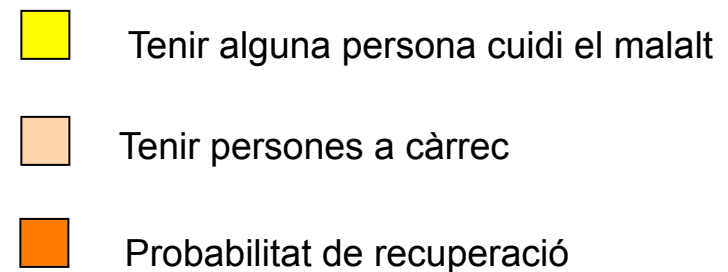 Tenir alguna persona cuidi el malalt
Tenir persones a càrrec
Probabilitat de recuperació